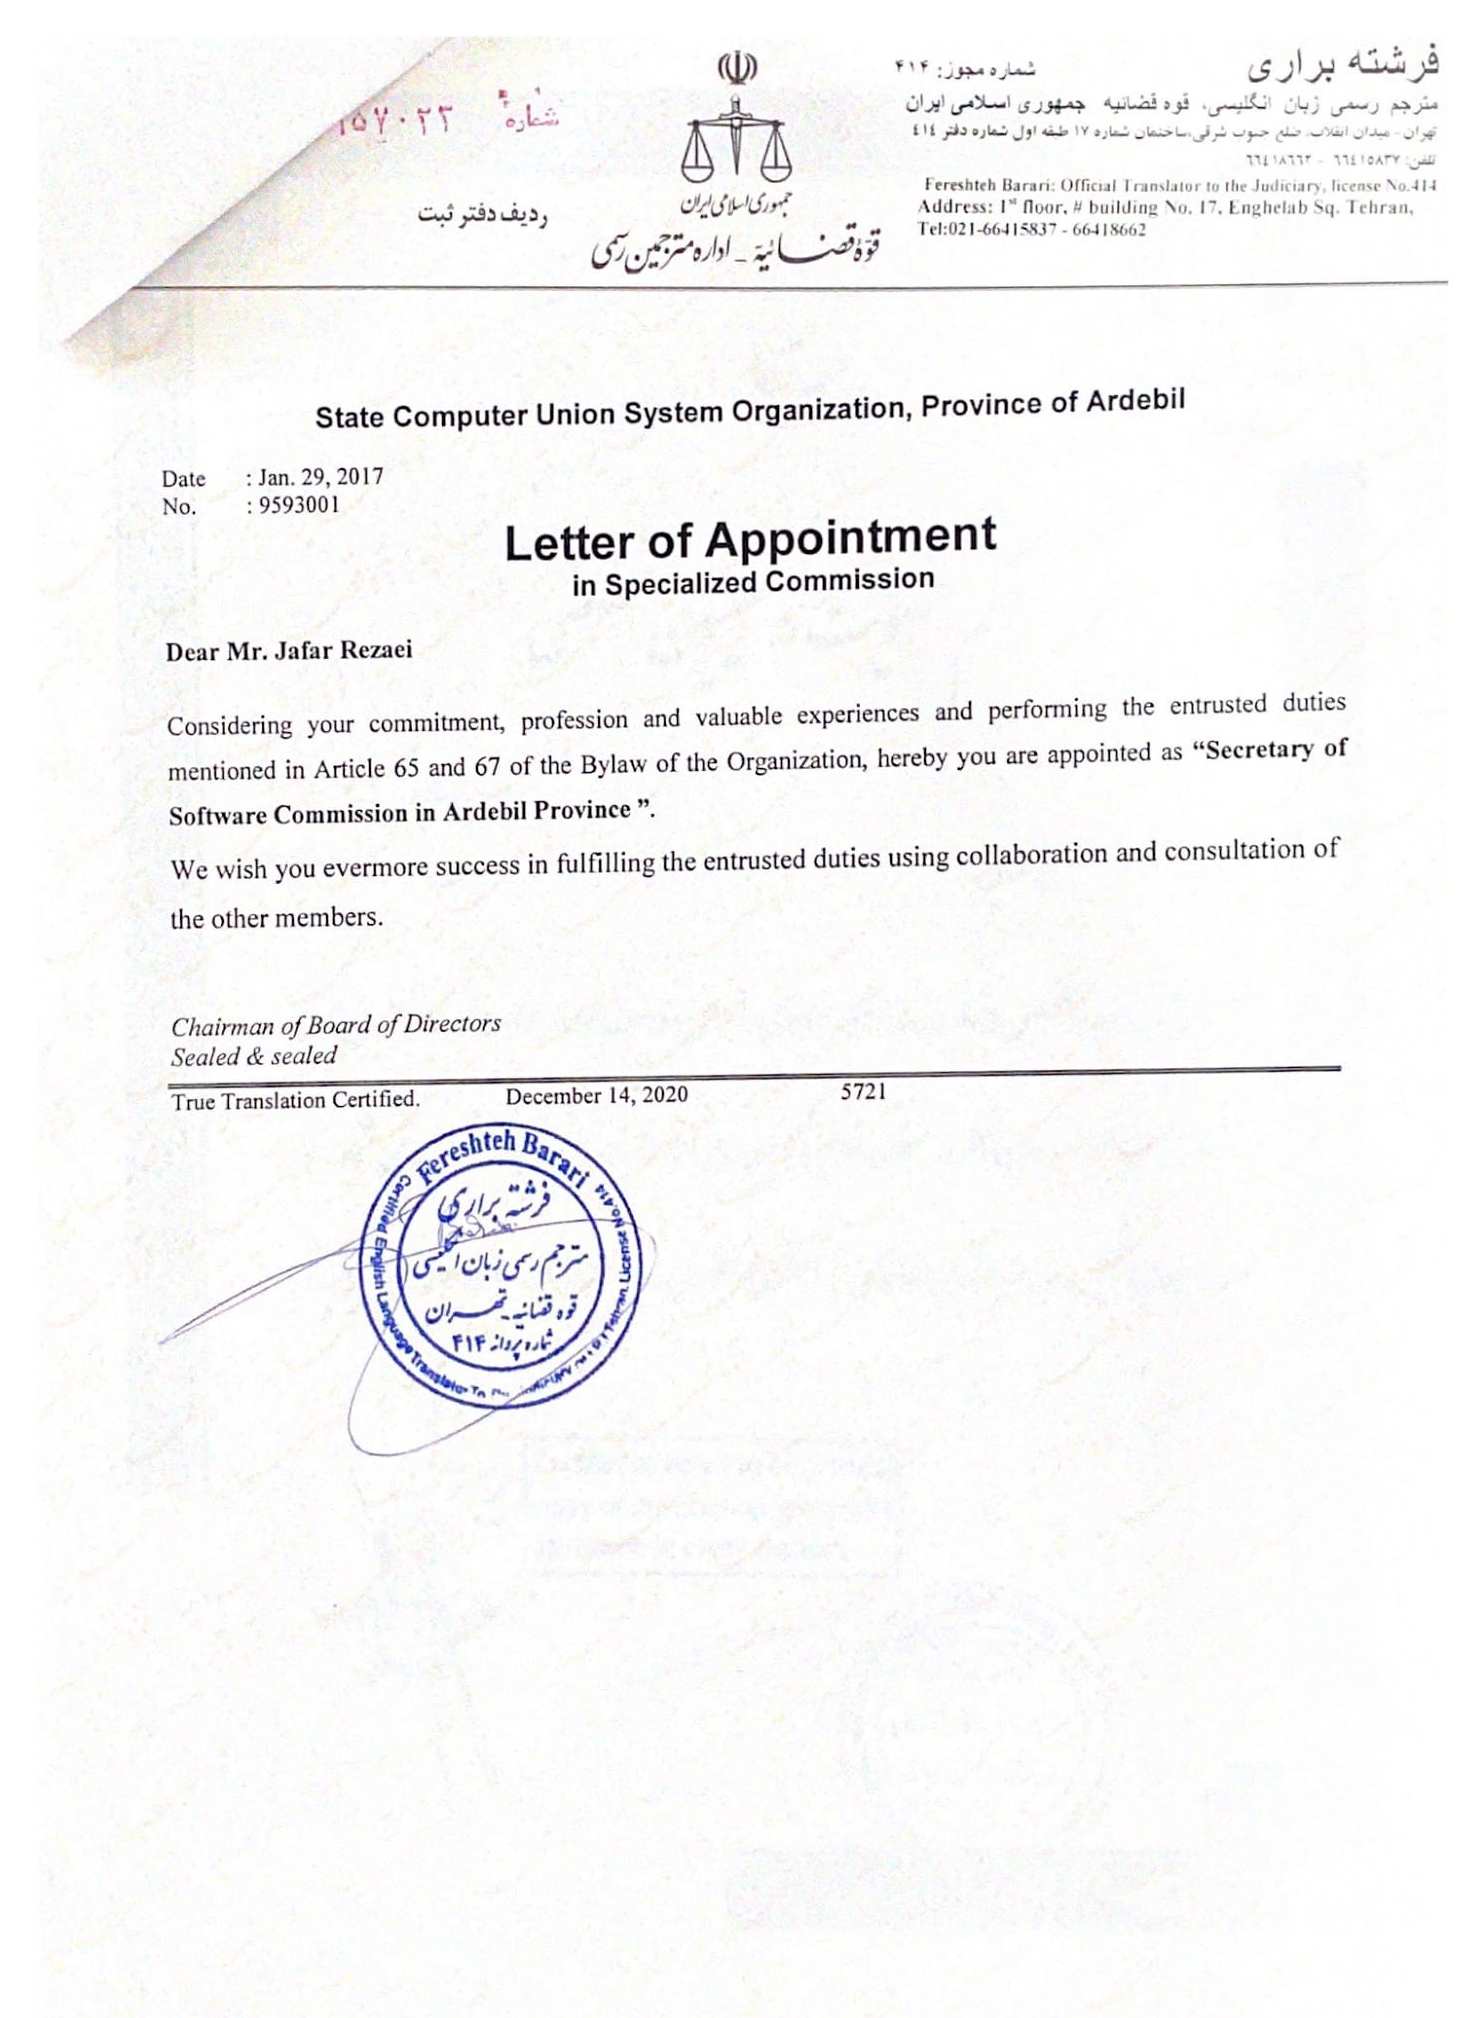 شماره ۱۵۷۰۲۳
ردیف دفتر ثبت
جمهوری اسلامی ایران
قوّهٔ قضائیّه - اداره مترجمین رسمی
فرشته براری
شماره مجوز: ۴۱۴
مترجم رسمی زبان انگلیسی، قوه قضائیه جمهوری اسلامی ایران
تهران - میدان انقلاب، ضلع جنوب شرقی، ساختمان شماره ۱۷ طبقه اول شماره دفتر ٤١٤
تلفن: ٦٦٤١٥٨٣٧ - ٦٦٤١٨٦٦٢
Fereshteh Barari: Official Translator to the Judiciary, license No.414
Address: 1st floor, # building No. 17, Enghelab Sq. Tehran,
Tel:021-66415837 - 66418662
State Computer Union System Organization, Province of Ardebil
Date : Jan. 29, 2017
No. : 9593001
Letter of Appointment
in Specialized Commission
Dear Mr. Jafar Rezaei
Considering your commitment, profession and valuable experiences and performing the entrusted duties
mentioned in Article 65 and 67 of the Bylaw of the Organization, hereby you are appointed as “Secretary of
Software Commission in Ardebil Province ”.
We wish you evermore success in fulfilling the entrusted duties using collaboration and consultation of
the other members.
Chairman of Board of Directors
Sealed & sealed
True Translation Certified. December 14, 2020 5721
Fereshteh Barari
Certified English Language Translator To
Tehran. License No.414
فرشته براری
مترجم رسمی زبان انگلیسی
قوه قضائیه - تهران
شماره پروانه ۴۱۴